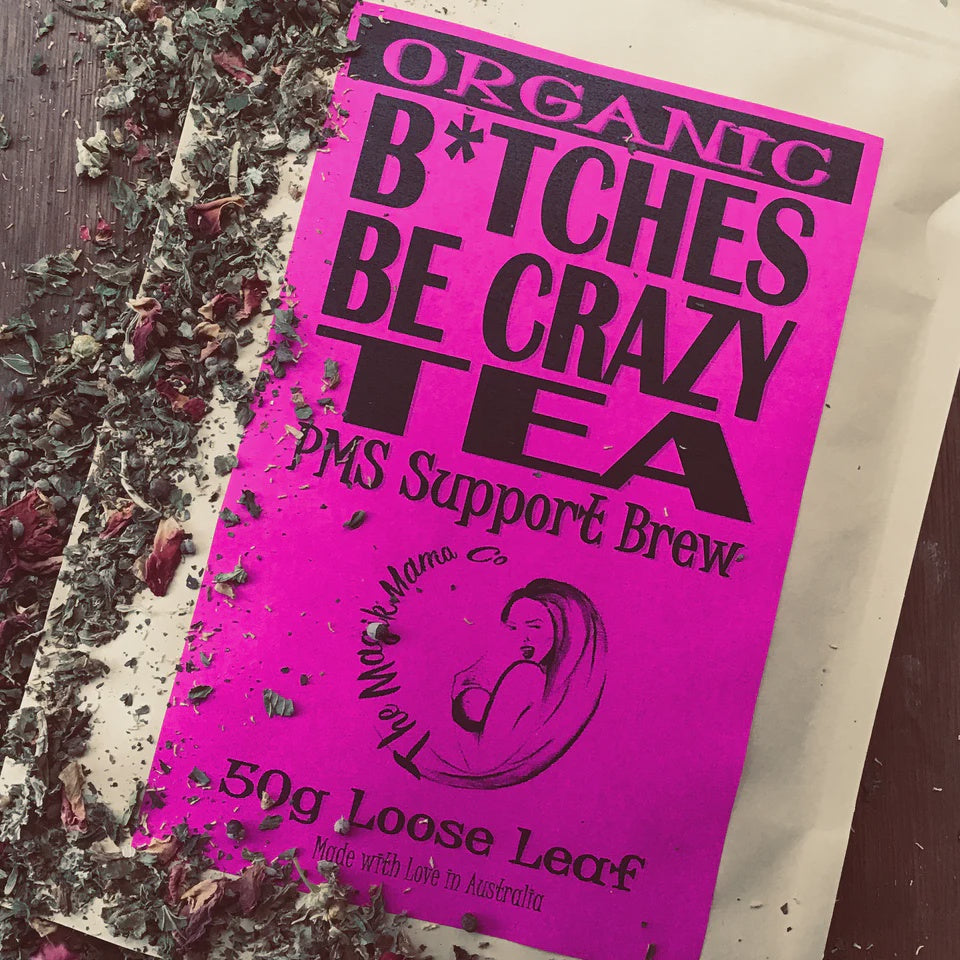 ORGANIC
B*TCHES
BE CRAZY
TEA
PMS Support Brew
The Magik Mama Co
50g Loose Leaf
Made with Love in Australia